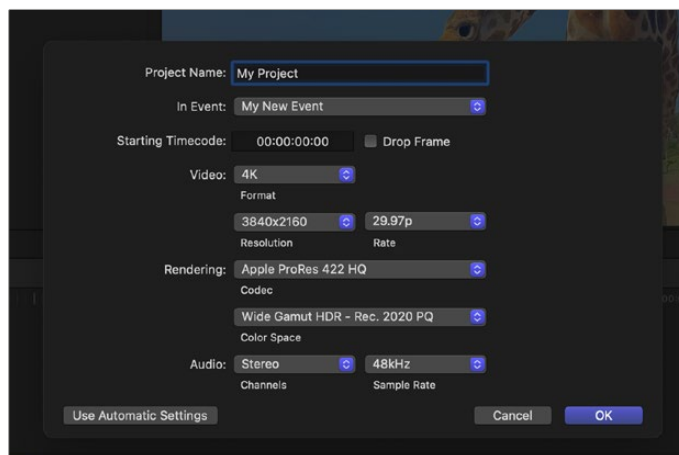 Project Name: My Project
In Event: My New Event
Starting Timecode: 00:00:00:00 Drop Frame
Video: 4K
Format
3840x2160 29.97p
Resolution Rate
Rendering: Apple ProRes 422 HQ
Codec
Wide Gamut HDR - Rec. 2020 PQ
Color Space
Audio: Stereo 48kHz
Channels Sample Rate
Use Automatic Settings Cancel OK